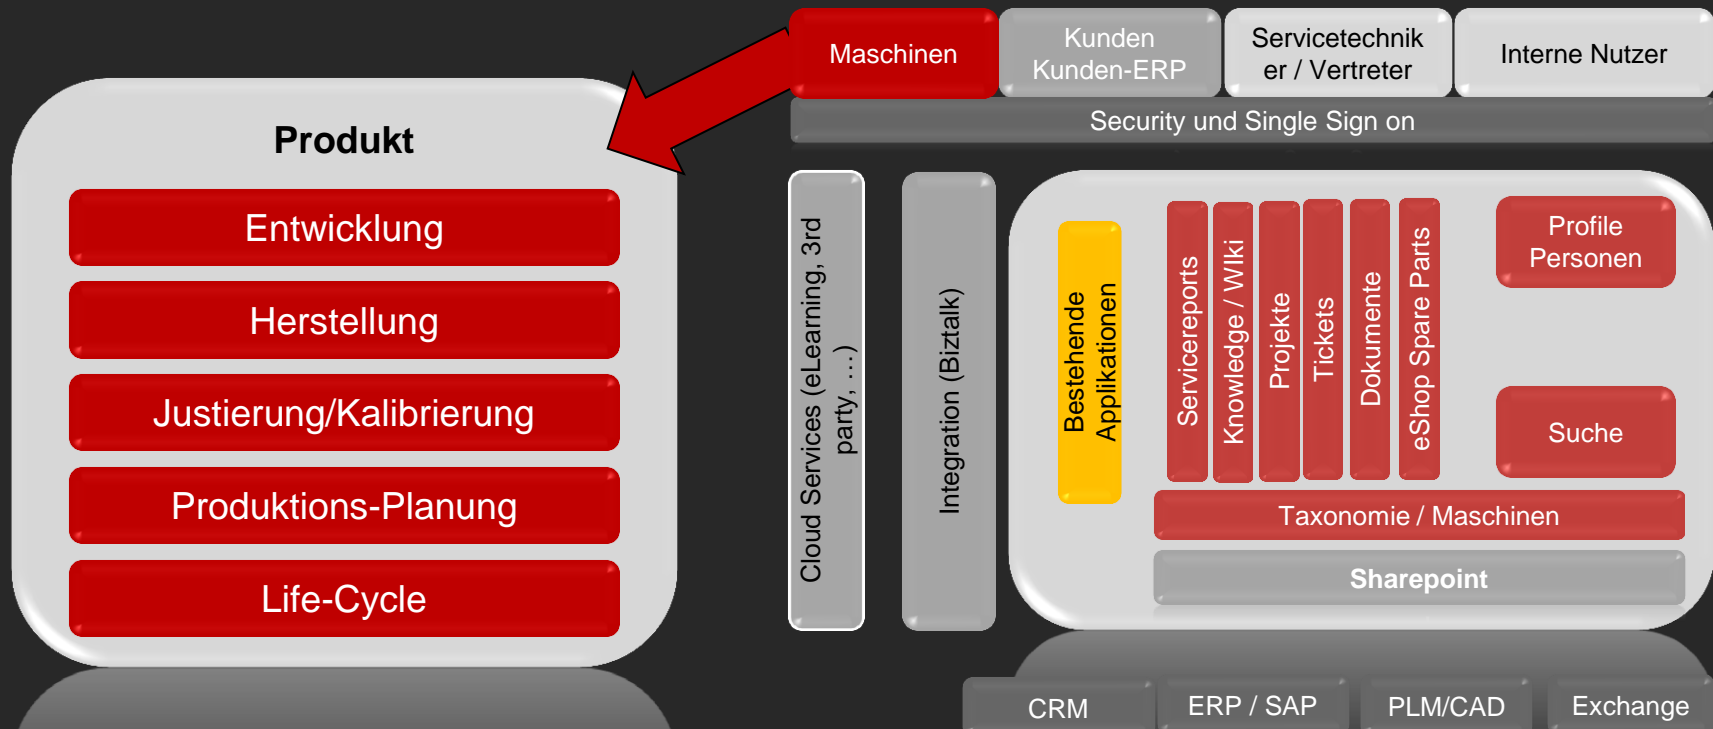 Maschinen
Kunden
Kunden-ERP
Servicetechnik
er / Vertreter
Interne Nutzer
Security und Single Sign on
Produkt
Entwicklung
Herstellung
Justierung/Kalibrierung
Produktions-Planung
Life-Cycle
Cloud Services (eLearning, 3rd
party, …)
Integration (Biztalk)
Bestehende
Applikationen
Servicereports
Knowledge / WIki
Projekte
Tickets
Dokumente
eShop Spare Parts
Profile
Personen
Suche
Taxonomie / Maschinen
Sharepoint
CRM
ERP / SAP
PLM/CAD
Exchange